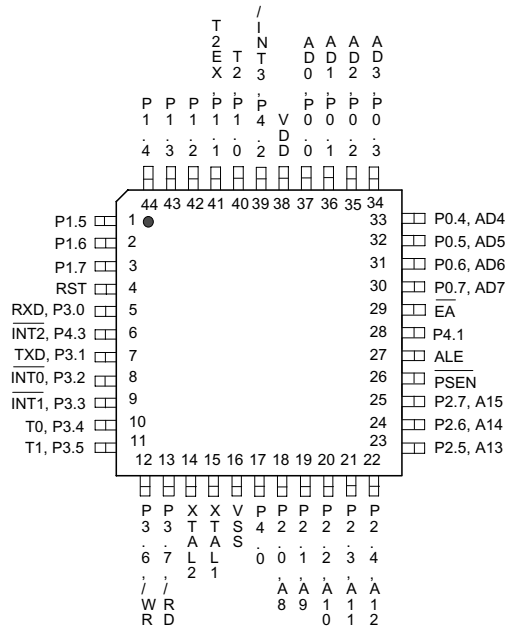 P1.4
P1.3
P1.2
T2EX,P1.1
T2,P1.0
/INT3,P4.2
VDD
AD0,P0.0
AD1,P0.1
AD2,P0.2
AD3,P0.3
44 43 42 41 40 39 38 37 36 35 34
P1.5 1
P1.6 2
P1.7 3
RST 4
RXD, P3.0 5
INT2, P4.3 6
TXD, P3.1 7
INT0, P3.2 8
INT1, P3.3 9
T0, P3.4 10
T1, P3.5 11
33 P0.4, AD4
32 P0.5, AD5
31 P0.6, AD6
30 P0.7, AD7
29 EA
28 P4.1
27 ALE
26 PSEN
25 P2.7, A15
24 P2.6, A14
23 P2.5, A13
12 13 14 15 16 17 18 19 20 21 22
P3.6,/WR
P3.7,/RD
XTAL2
XTAL1
VSS
P4.0
P2.0,A8
P2.1,A9
P2.2,A10
P2.3,A11
P2.4,A12